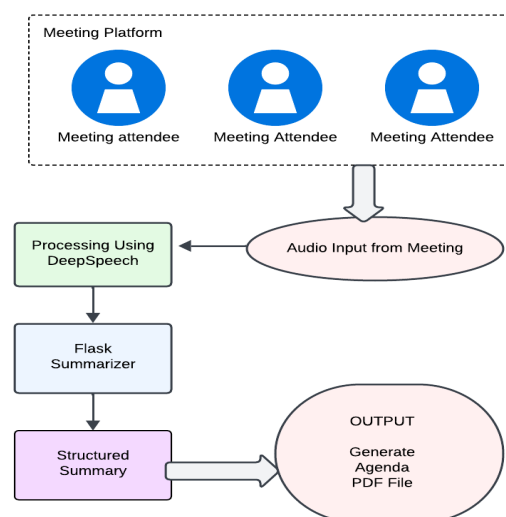 Meeting Platform
Meeting attendee
Meeting Attendee
Meeting Attendee
Audio Input from Meeting
Processing Using
DeepSpeech
Flask
Summarizer
Structured
Summary
OUTPUT
Generate
Agenda
PDF File